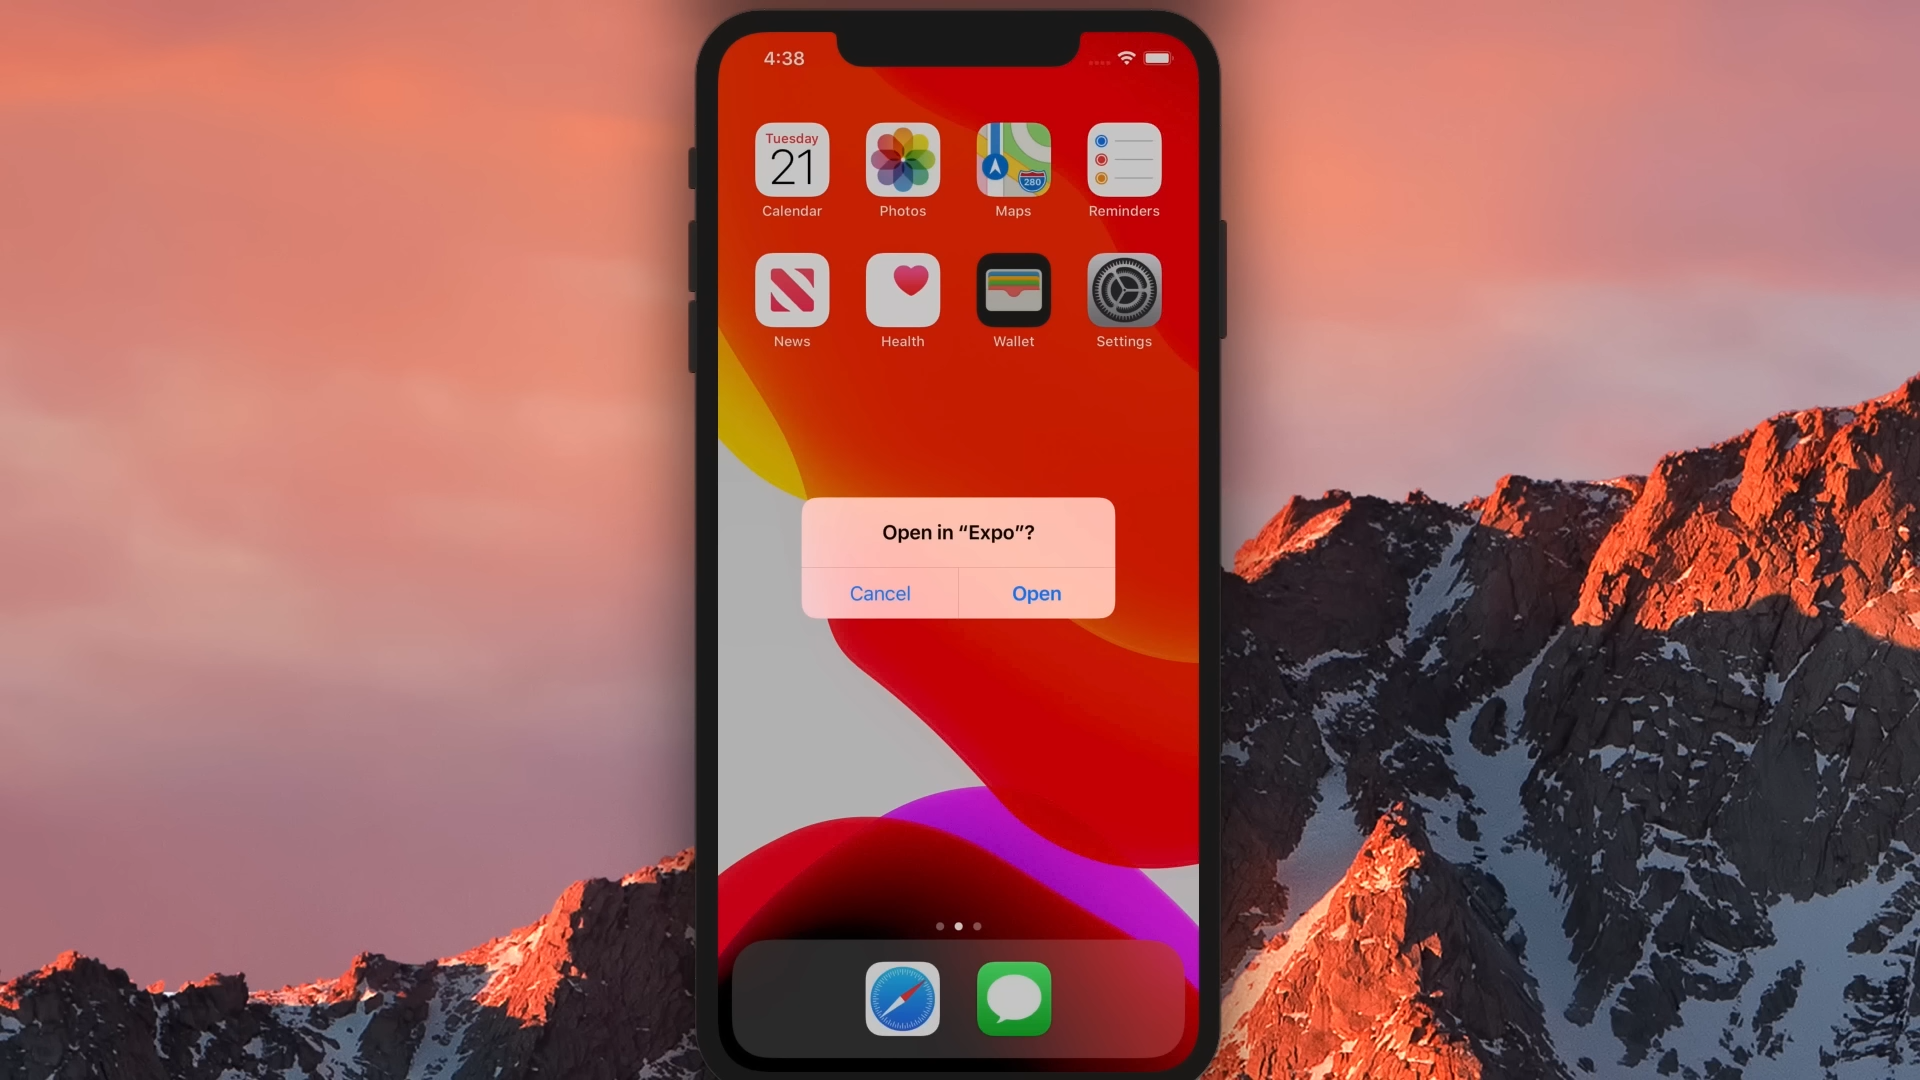 4:38
Tuesday
21
280
Calendar
Photos
Maps
Reminders
News
Health
Wallet
Settings
Open in “Expo”?
Cancel
Open